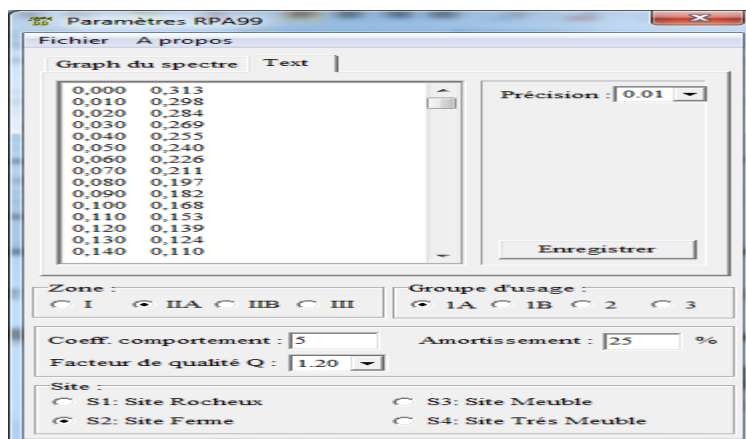 Paramètres RPA99
Fichier A propos
Graph du spectre Text
0,000 0,313
0,010 0,298
0,020 0,284
0,030 0,269
0,040 0,255
0,050 0,240
0,060 0,226
0,070 0,211
0,080 0,197
0,090 0,182
0,100 0,168
0,110 0,153
0,120 0,139
0,130 0,124
0,140 0,110
Précision : 0.01
Enregistrer
Zone :
I IIA IIB III
Groupe d'usage :
1A 1B 2 3
Coeff. comportement : 5
Amortissement : 25 %
Facteur de qualité Q : 1.20
Site :
S1: Site Rocheux
S3: Site Meuble
S2: Site Ferme
S4: Site Trés Meuble